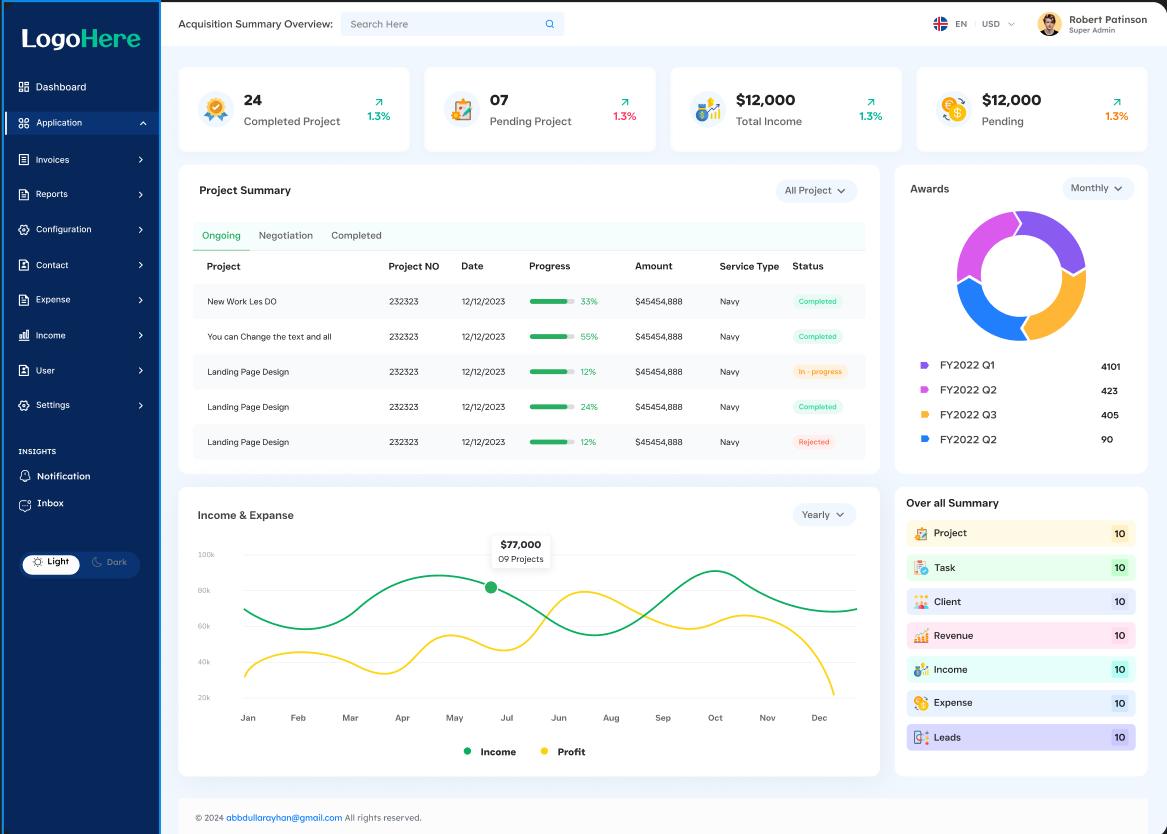 LogoHere
Dashboard
Application
Invoices
Reports
Configuration
Contact
Expense
Income
User
Settings
INSIGHTS
Notification
Inbox
Light Dark
Acquisition Summary Overview: Search Here EN USD Robert Patinson
Super Admin
24
Completed Project 1.3%
07
Pending Project 1.3%
$12,000
Total Income 1.3%
$12,000
Pending 1.3%
Project Summary All Project
Ongoing Negotiation Completed
Project Project NO Date Progress Amount Service Type Status
New Work Les DO 232323 12/12/2023 33% $45454,888 Navy Completed
You can Change the text and all 232323 12/12/2023 55% $45454,888 Navy Completed
Landing Page Design 232323 12/12/2023 12% $45454,888 Navy In - progress
Landing Page Design 232323 12/12/2023 24% $45454,888 Navy Completed
Landing Page Design 232323 12/12/2023 12% $45454,888 Navy Rejected
Awards Monthly
FY2022 Q1 4101
FY2022 Q2 423
FY2022 Q3 405
FY2022 Q2 90
Income & Expanse Yearly
$77,000
09 Projects
100k
80k
60k
40k
20k
Jan Feb Mar Apr May Jul Jun Aug Sep Oct Nov Dec
Income Profit
Over all Summary
Project 10
Task 10
Client 10
Revenue 10
Income 10
Expense 10
Leads 10
© 2024 abbdullarayhan@gmail.com All rights reserved.